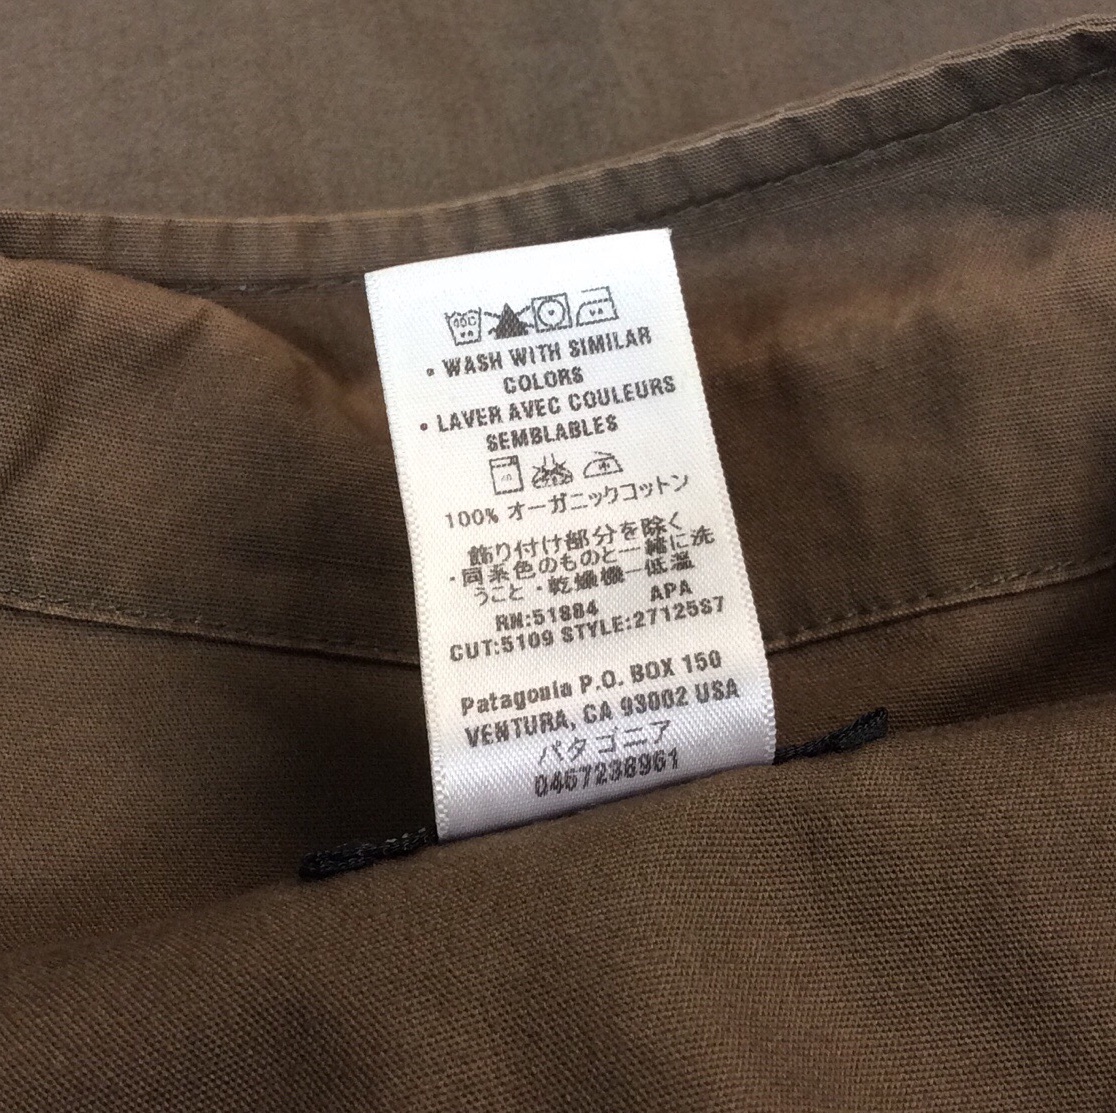 • WASH WITH SIMILAR
COLORS
• LAVER AVEC COULEURS
SEMBLABLES
100% オーガニックコットン
飾り付け部分を除く
・同系色のものと一緒に洗
うこと・乾燥機一低温
RN:51884 APA
CUT:5109 STYLE:27125S7
Patagonia P.O. BOX 150
VENTURA, CA 93002 USA
パタゴニア
0467238961